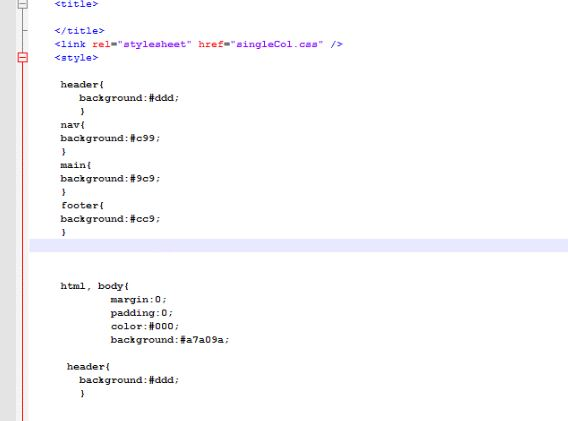 <title>
</title>
<link rel="stylesheet" href="singleCol.css" />
<style>
header{
background:#ddd;
}
nav{
background:#c99;
}
main{
background:#9c9;
}
footer{
background:#cc9;
}
html, body{
margin:0;
padding:0;
color:#000;
background:#a7a09a;
header{
background:#ddd;
}